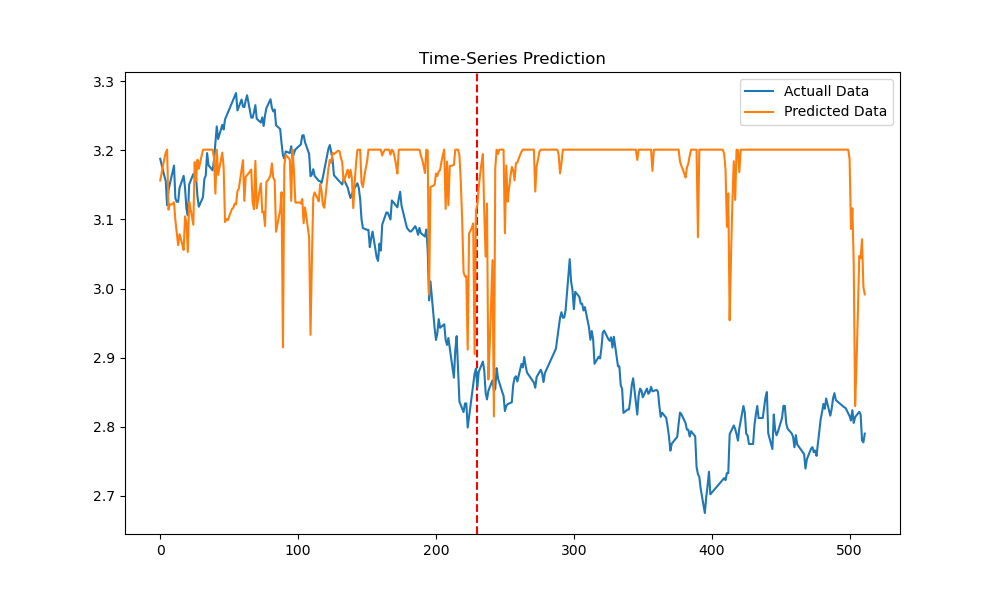 Time-Series Prediction
Actuall Data
Predicted Data
3.3
3.2
3.1
3.0
2.9
2.8
2.7
0 100 200 300 400 500